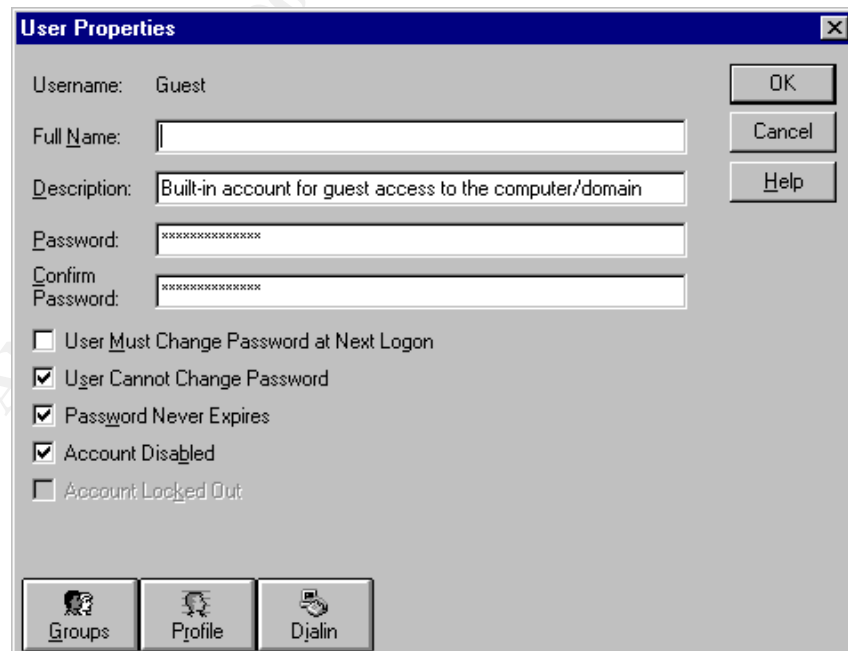 User Properties
Username: Guest
OK
Full Name:
Cancel
Description: Built-in account for guest access to the computer/domain
Help
Password: **************
Confirm Password: **************
User Must Change Password at Next Logon
User Cannot Change Password
Password Never Expires
Account Disabled
Account Locked Out
Groups
Profile
Dialin